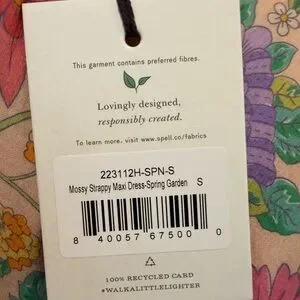 This garment contains preferred fibres.
Lovingly designed,
responsibly created.
To learn more, visit www.spell.co/fabrics
223112H-SPN-S
Mossy Strappy Maxi Dress-Spring Garden S
8 40057 67500 0
100% RECYCLED CARD
#WALKALITTLELIGHTER